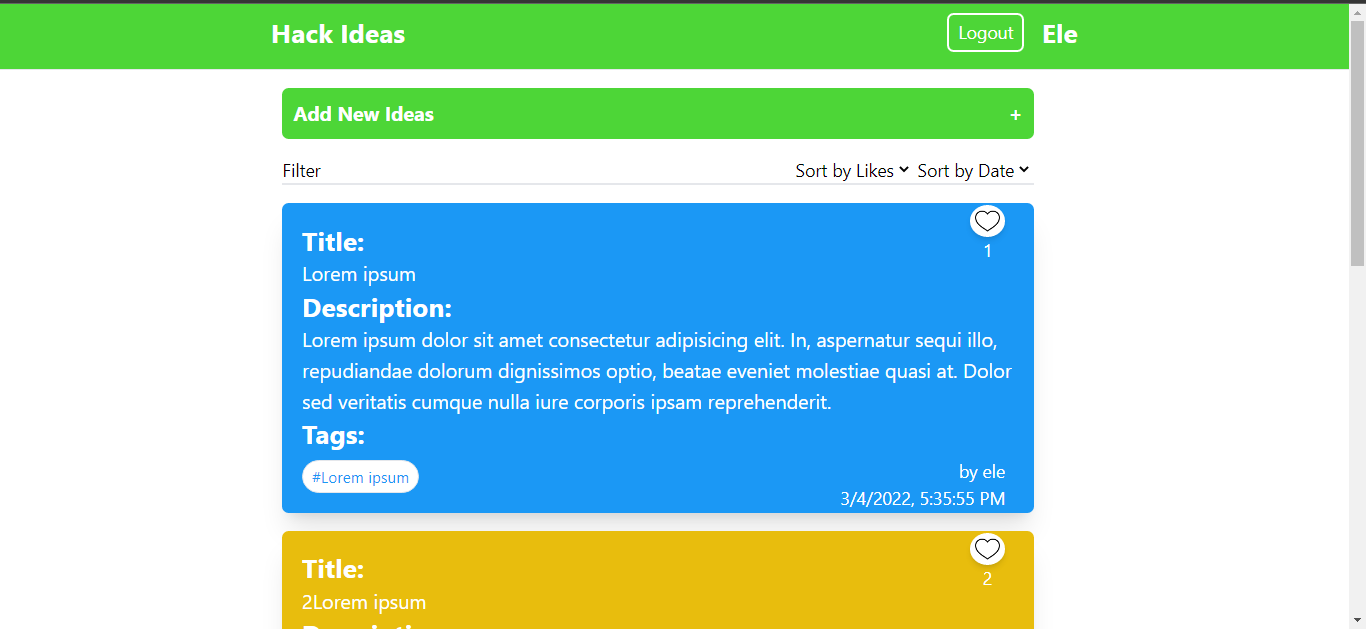 Hack Ideas
Logout Ele
Add New Ideas +
Filter Sort by Likes Sort by Date
Title:
1
Lorem ipsum
Description:
Lorem ipsum dolor sit amet consectetur adipisicing elit. In, aspernatur sequi illo,
repudiandae dolorum dignissimos optio, beatae eveniet molestiae quasi at. Dolor
sed veritatis cumque nulla iure corporis ipsam reprehenderit.
Tags:
#Lorem ipsum
by ele
3/4/2022, 5:35:55 PM
Title:
2
2Lorem ipsum